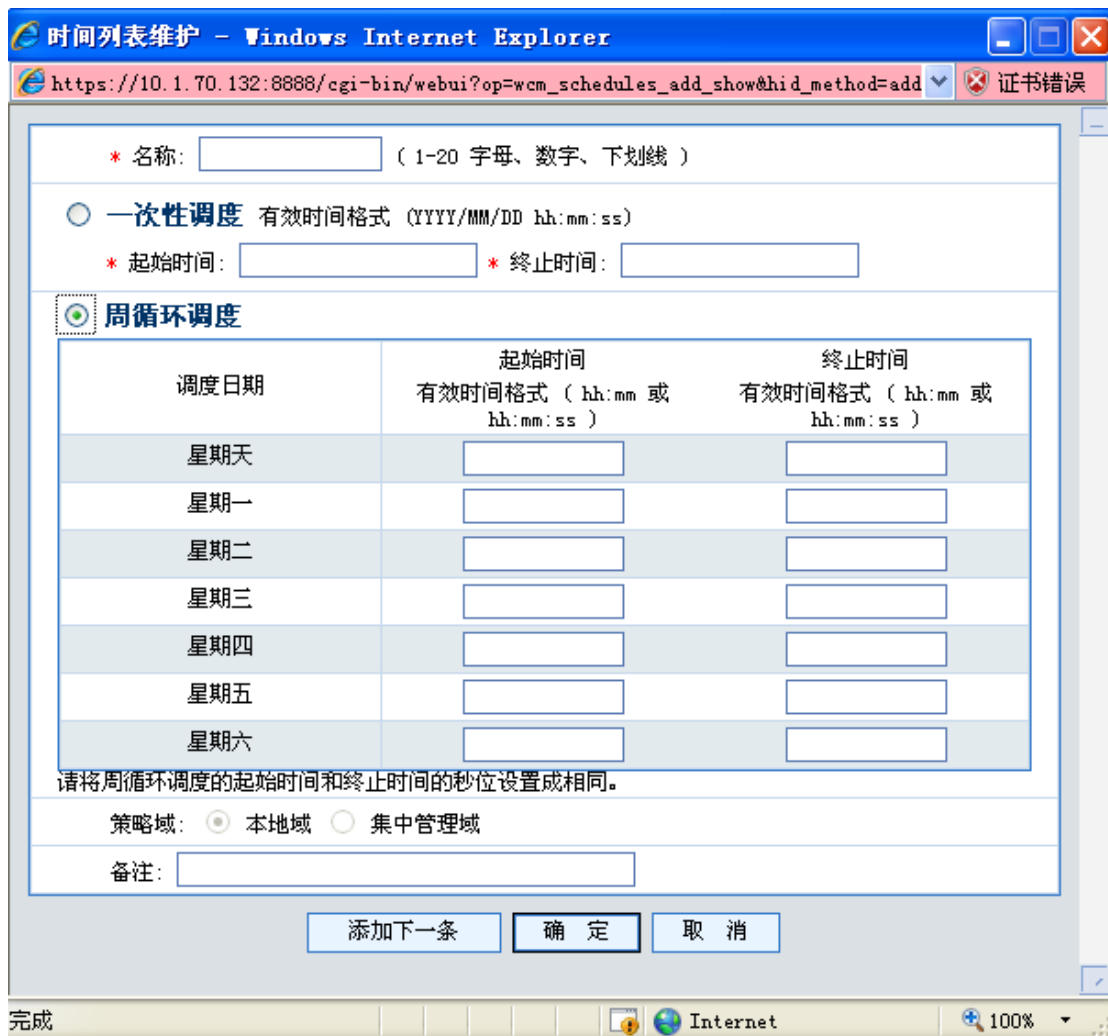 时间列表维护 - Windows Internet Explorer
https://10.1.70.132:8888/cgi-bin/webui?op=wcm_schedules_add_show&hid_method=add 证书错误
* 名称: ( 1-20 字母、数字、下划线 )
一次性调度 有效时间格式 (YYYY/MM/DD hh:mm:ss)
* 起始时间: * 终止时间:
周循环调度
调度日期 起始时间 终止时间
有效时间格式 ( hh:mm 或 有效时间格式 ( hh:mm 或
hh:mm:ss ) hh:mm:ss )
星期天
星期一
星期二
星期三
星期四
星期五
星期六
请将周循环调度的起始时间和终止时间的秒位设置成相同。
策略域: 本地域 集中管理域
备注:
添加下一条 确 定 取 消
完成 Internet 100%